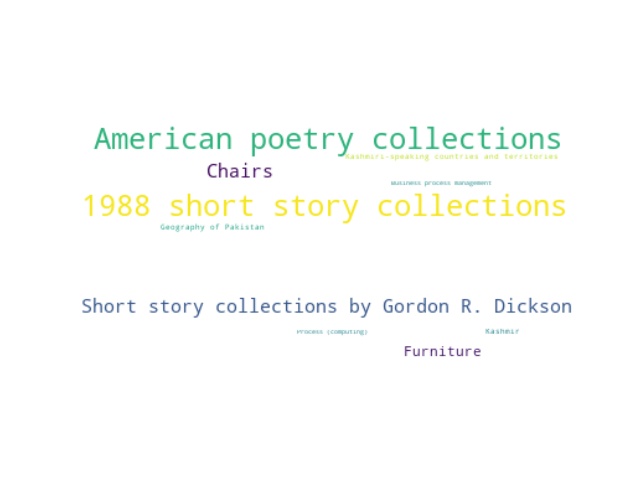 American poetry collections
Kashmiri-speaking countries and territories
Chairs
Business process management
1988 short story collections
Geography of Pakistan
Short story collections by Gordon R. Dickson
Process (computing)
Kashmir
Furniture